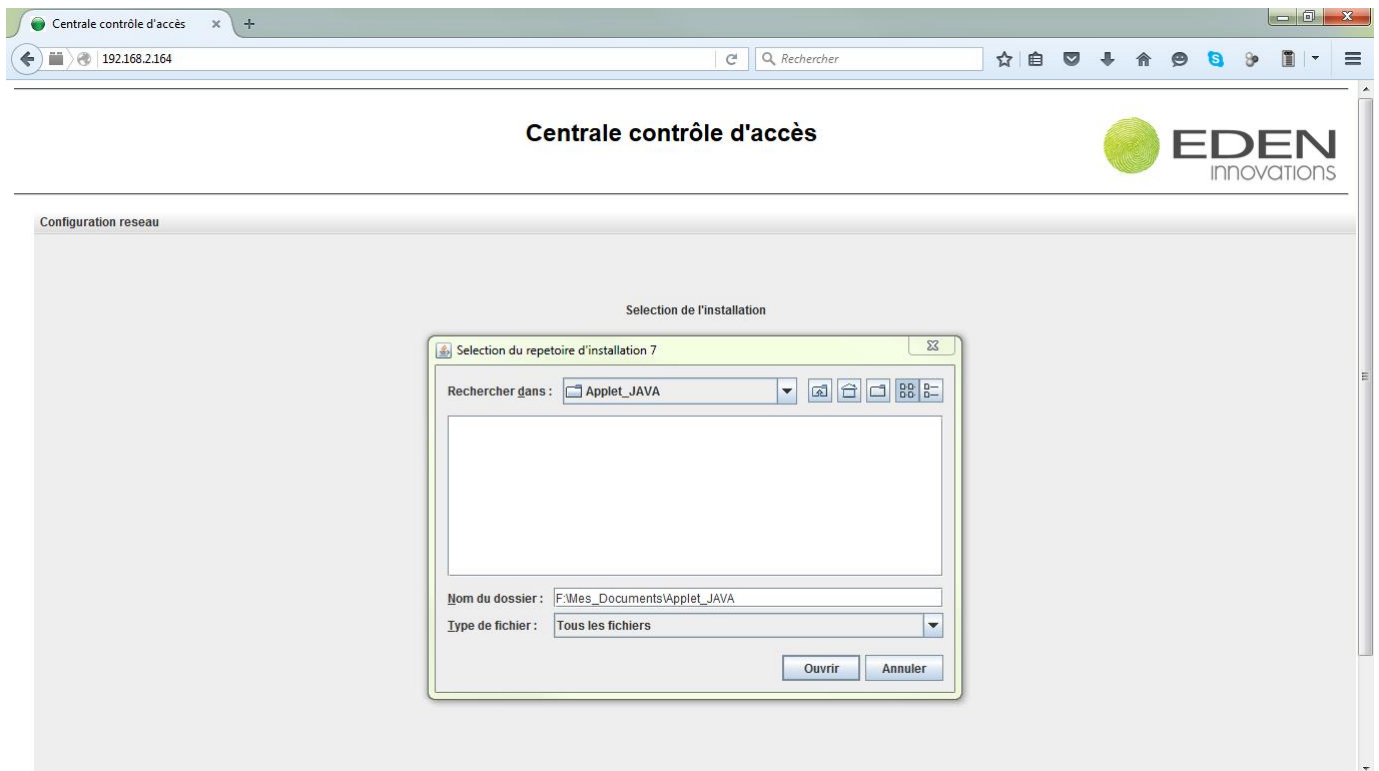 Centrale contrôle d'accès
192.168.2.164
Rechercher
Centrale contrôle d'accès
EDEN
INNOVATIONS
Configuration reseau
Selection de l'installation
Selection du repetoire d'installation 7
Rechercher dans :
Applet_JAVA
Nom du dossier :
F:\Mes_Documents\Applet_JAVA
Type de fichier :
Tous les fichiers
Ouvrir
Annuler